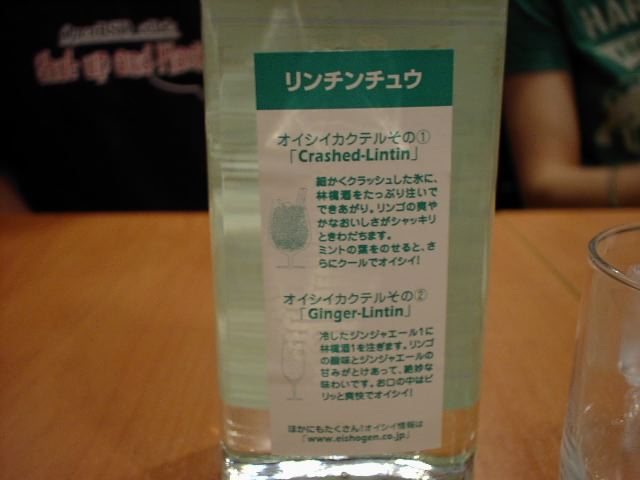 リンチンチュウ
オイシイカクテルその①
「Crashed-Lintin」
細かくクラッシュした氷に、
林檎酒をたっぷり注いで
できあがり。リンゴの爽や
かなおいしさがシャッキリ
ときわだちます。
ミントの葉をのせると、さ
らにクールでオイシイ!
オイシイカクテルその②
「Ginger-Lintin」
冷したジンジャエール1に
林檎酒1を注ぎます。リンゴ
の酸味とジンジャエールの
甘みがとけあって、絶妙な
味わいです。お口の中はピ
リッと爽快でオイシイ!
ほかにもたくさん!オイシイ情報は
「www.eishogen.co.jp」